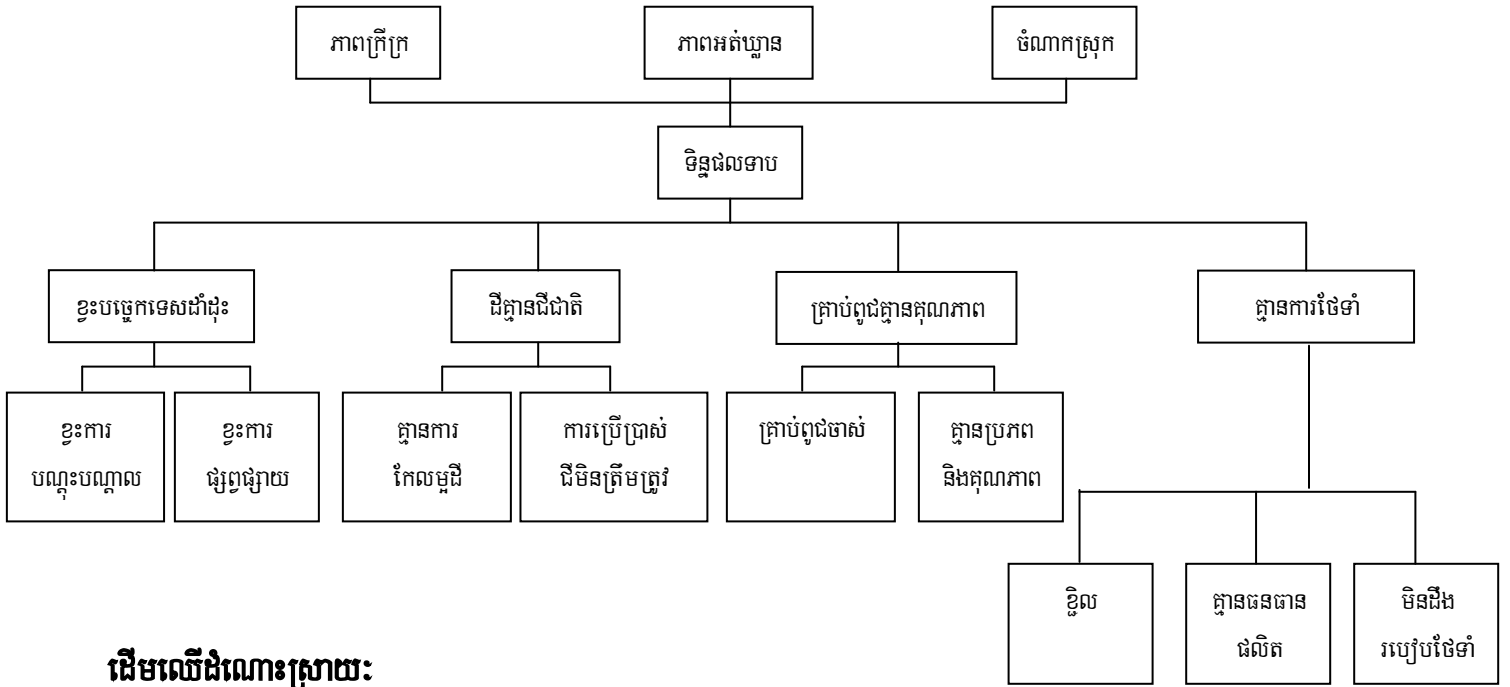 ភាពក្រីក្រ
ភាពអត់ឃ្លាន
ចំណាកស្រុក
ទិន្នផលទាប
ខ្វះបច្ចេកទេសដាំដុះ
ដីគ្មានជីជាតិ
គ្រាប់ពូជគ្មានគុណភាព
គ្មានការថែទាំ
ខ្វះការ
បណ្តុះបណ្តាល
ខ្វះការ
ផ្សព្វផ្សាយ
គ្មានការ
កែលម្អដី
ការប្រើប្រាស់
ជីមិនត្រឹមត្រូវ
គ្រាប់ពូជចាស់
គ្មានប្រភព
និងគុណភាព
ខ្ជិល
គ្មានធនធាន
ផលិត
មិនដឹង
របៀបថែទាំ
ដើមឈើដំណោះស្រាយៈ